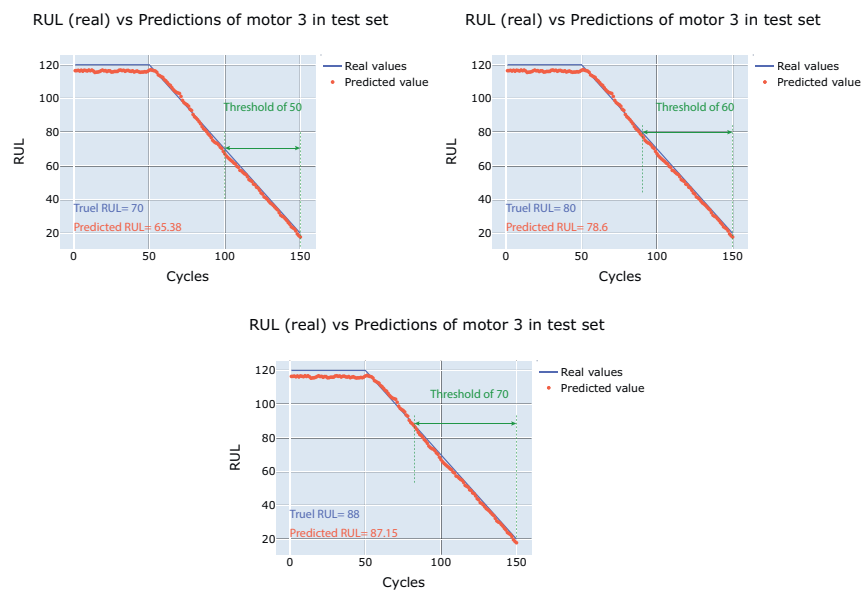 RUL (real) vs Predictions of motor 3 in test set
Real values
Predicted value
Threshold of 50
Truel RUL= 70
Predicted RUL= 65.38
RUL
120
100
80
60
40
20
0
50
100
150
Cycles
RUL (real) vs Predictions of motor 3 in test set
Real values
Predicted value
Threshold of 60
Truel RUL= 80
Predicted RUL= 78.6
RUL
120
100
80
60
40
20
0
50
100
150
Cycles
RUL (real) vs Predictions of motor 3 in test set
Real values
Predicted value
Threshold of 70
Truel RUL= 88
Predicted RUL= 87.15
RUL
120
100
80
60
40
20
0
50
100
150
Cycles